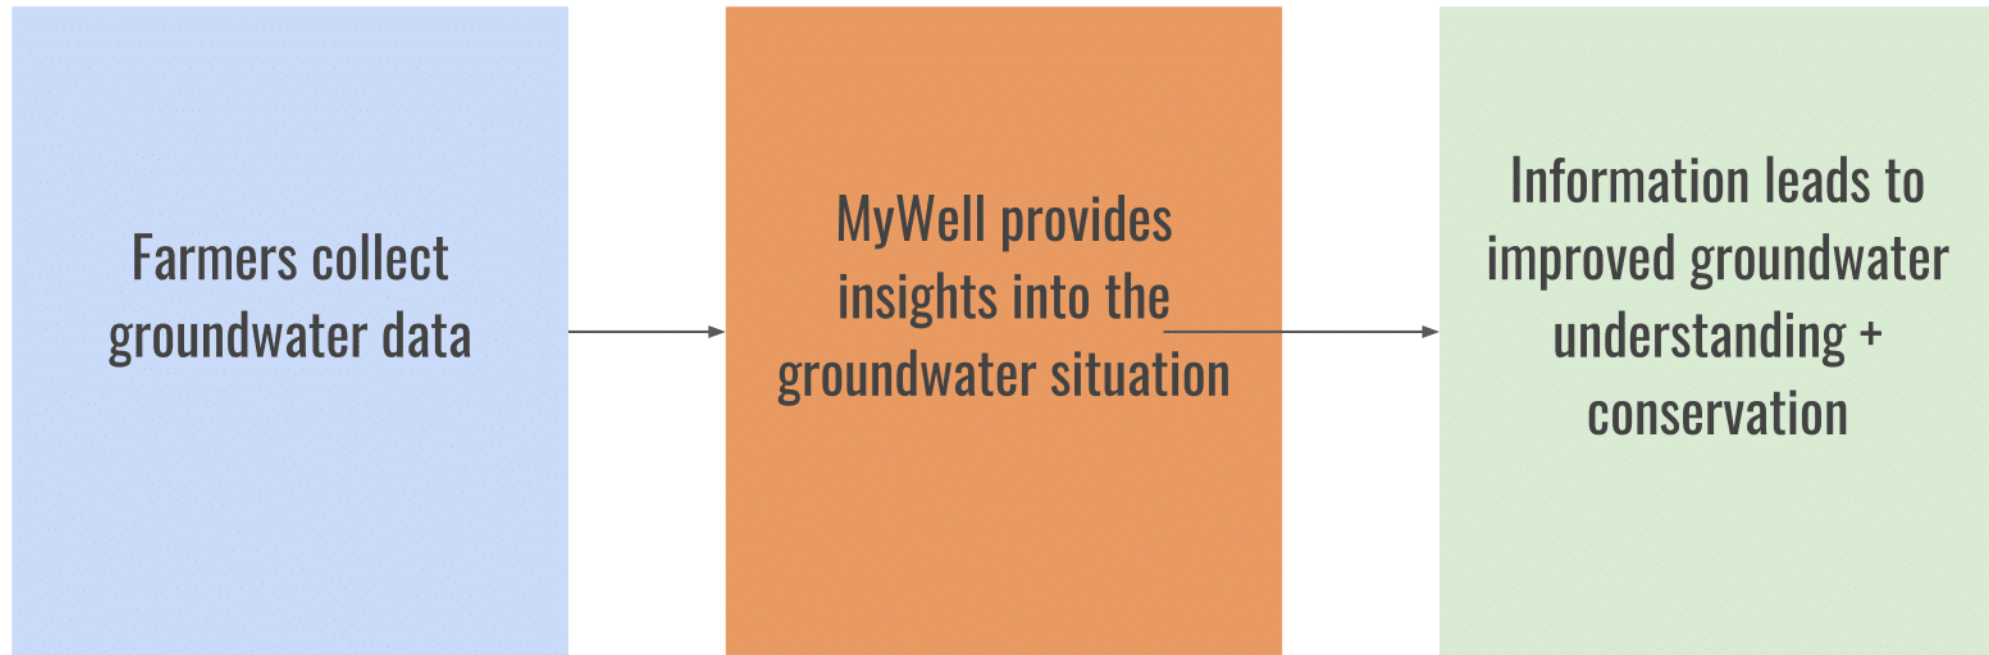 Farmers collect
groundwater data
MyWell provides
insights into the
groundwater situation
Information leads to
improved groundwater
understanding +
conservation